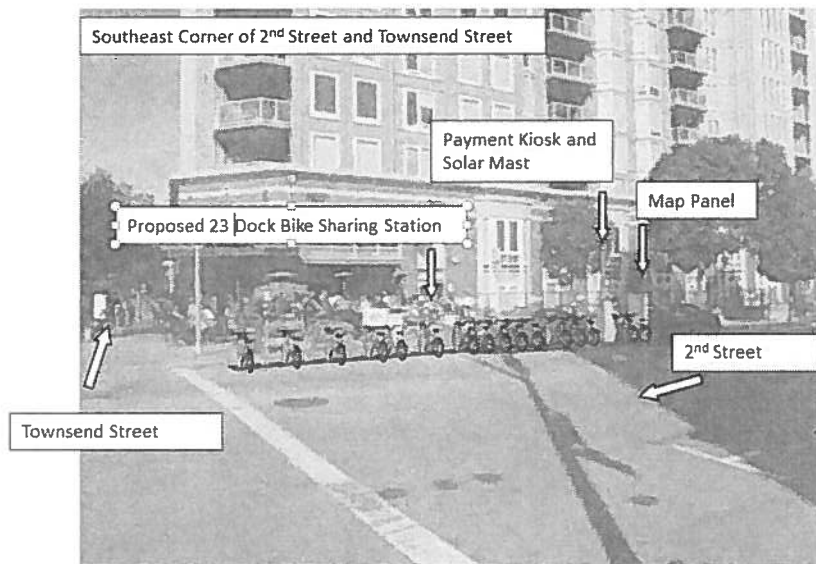 Southeast Corner of 2nd Street and Townsend Street
Payment Kiosk and
Solar Mast
Map Panel
Proposed 23 Dock Bike Sharing Station
2nd Street
Townsend Street